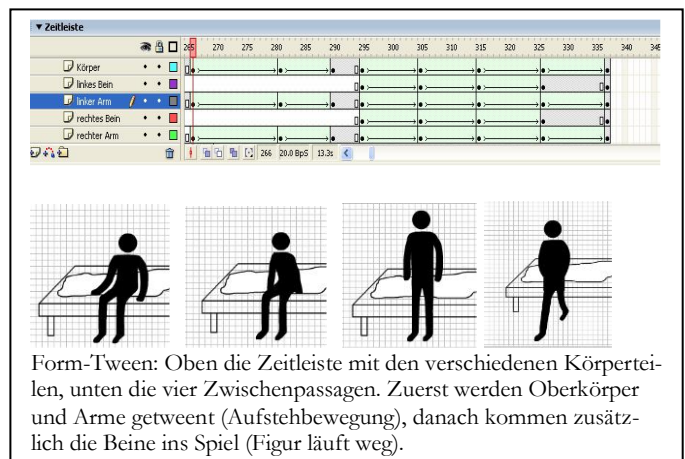 ▼ Zeitleiste
265 270 275 280 285 290 295 300 305 310 315 320 325 330 335 340 345
Körper
linkes Bein
linker Arm
rechtes Bein
rechter Arm
266 20.0 BpS 13.3s
Form-Tween: Oben die Zeitleiste mit den verschiedenen Körpertei-
len, unten die vier Zwischenpassagen. Zuerst werden Oberkörper
und Arme getweent (Aufstehbewegung), danach kommen zusätz-
lich die Beine ins Spiel (Figur läuft weg).